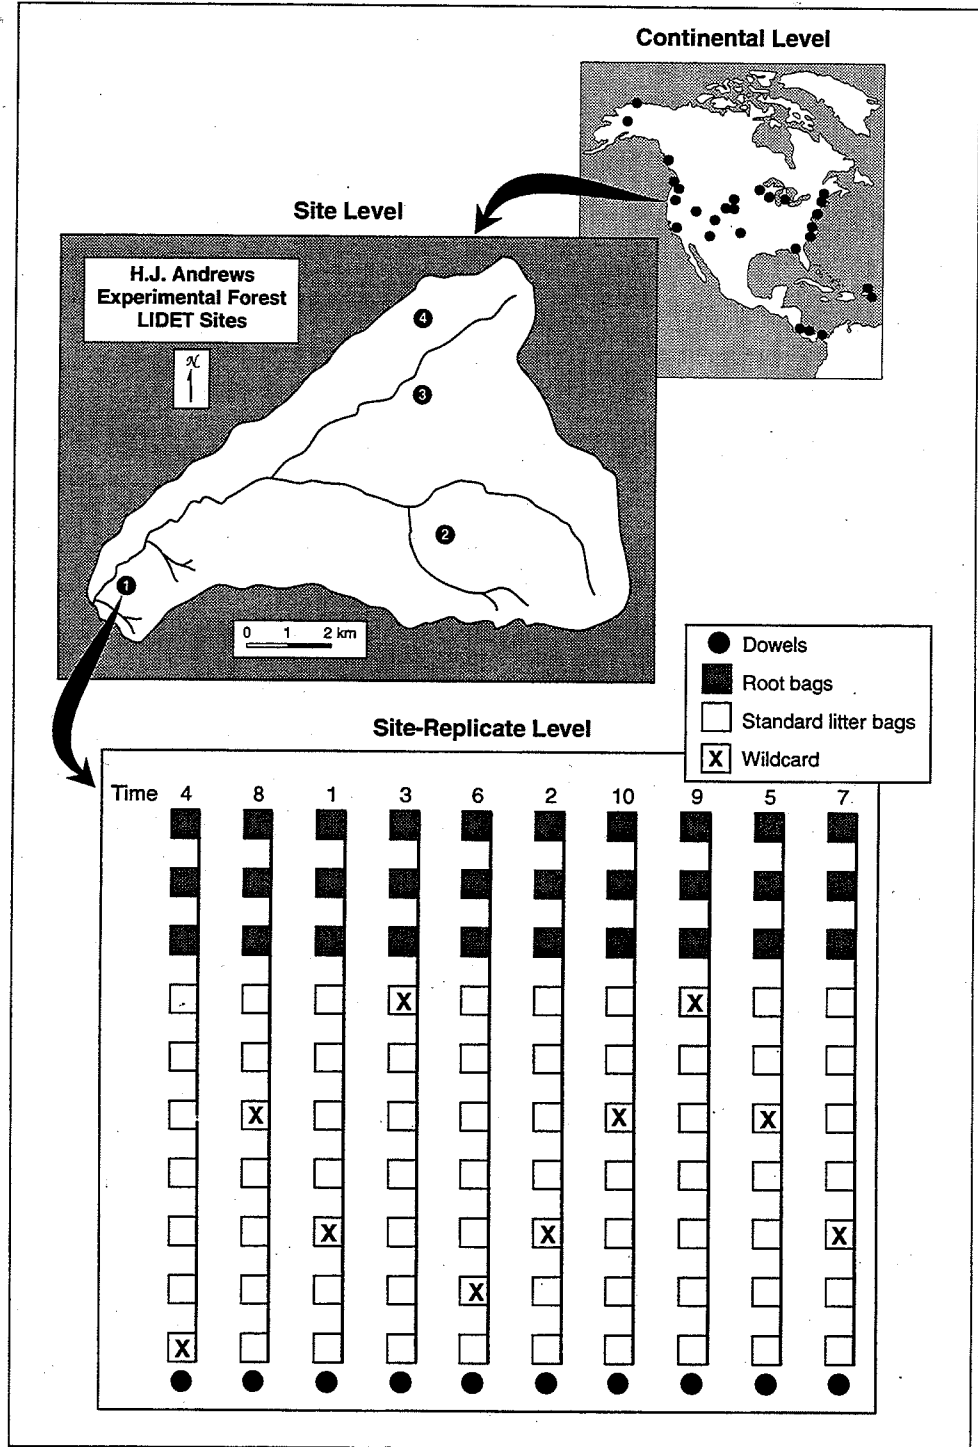 Continental Level
Site Level
H.J. Andrews
Experimental Forest
LIDET Sites
N
4
3
2
1
0 1 2 km
Dowels
Root bags
Standard litter bags
X Wildcard
Site-Replicate Level
Time 4 8 1 3 6 2 10 9 5 7
X X
X X X
X X X
X
X